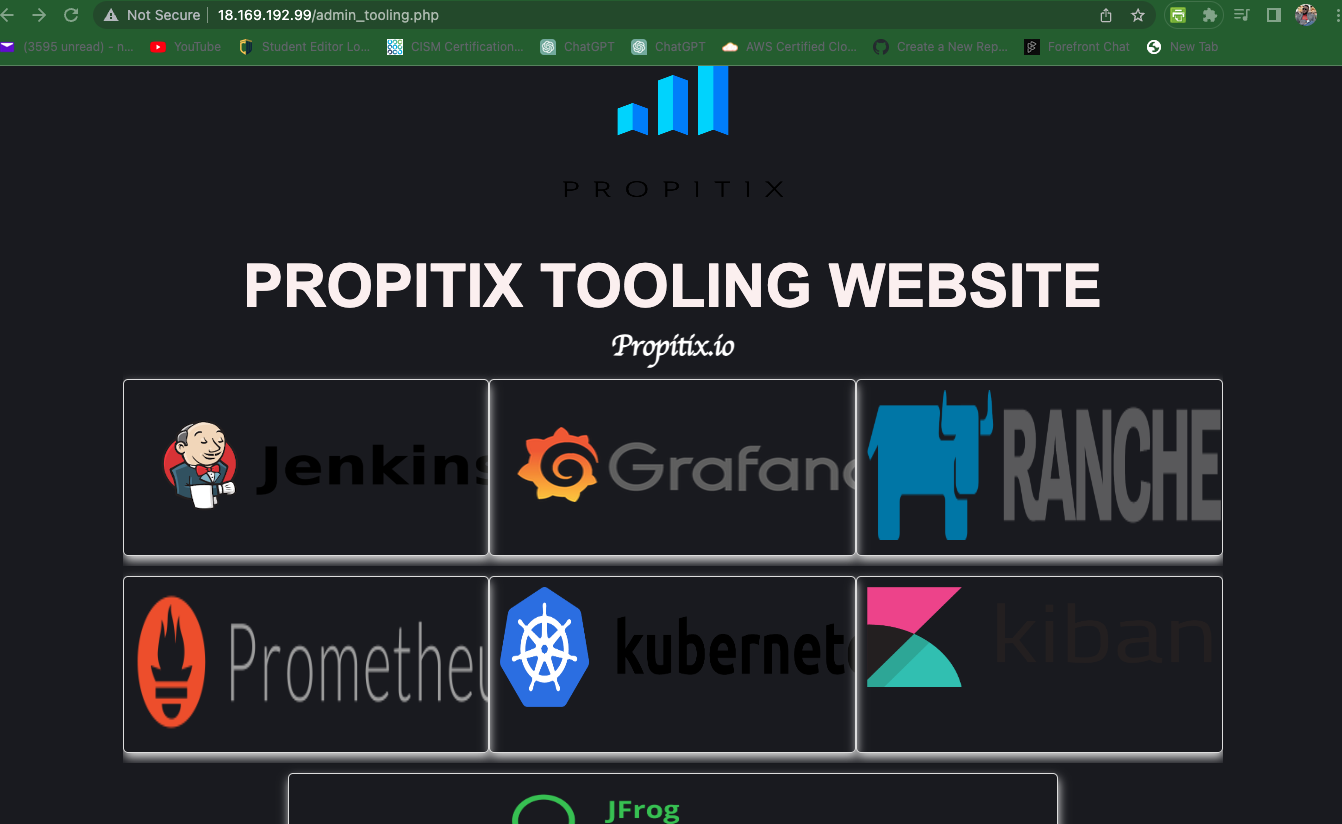 Not Secure 18.169.192.99/admin_tooling.php
(3595 unread) - n... YouTube Student Editor Lo... CISM Certification... ChatGPT ChatGPT AWS Certified Clo... Create a New Rep... Forefront Chat New Tab
PROPITIX
PROPITIX TOOLING WEBSITE
Propitix.io
Jenkins Grafana RANCHE
Prometheu kubernete kiban
JFrog